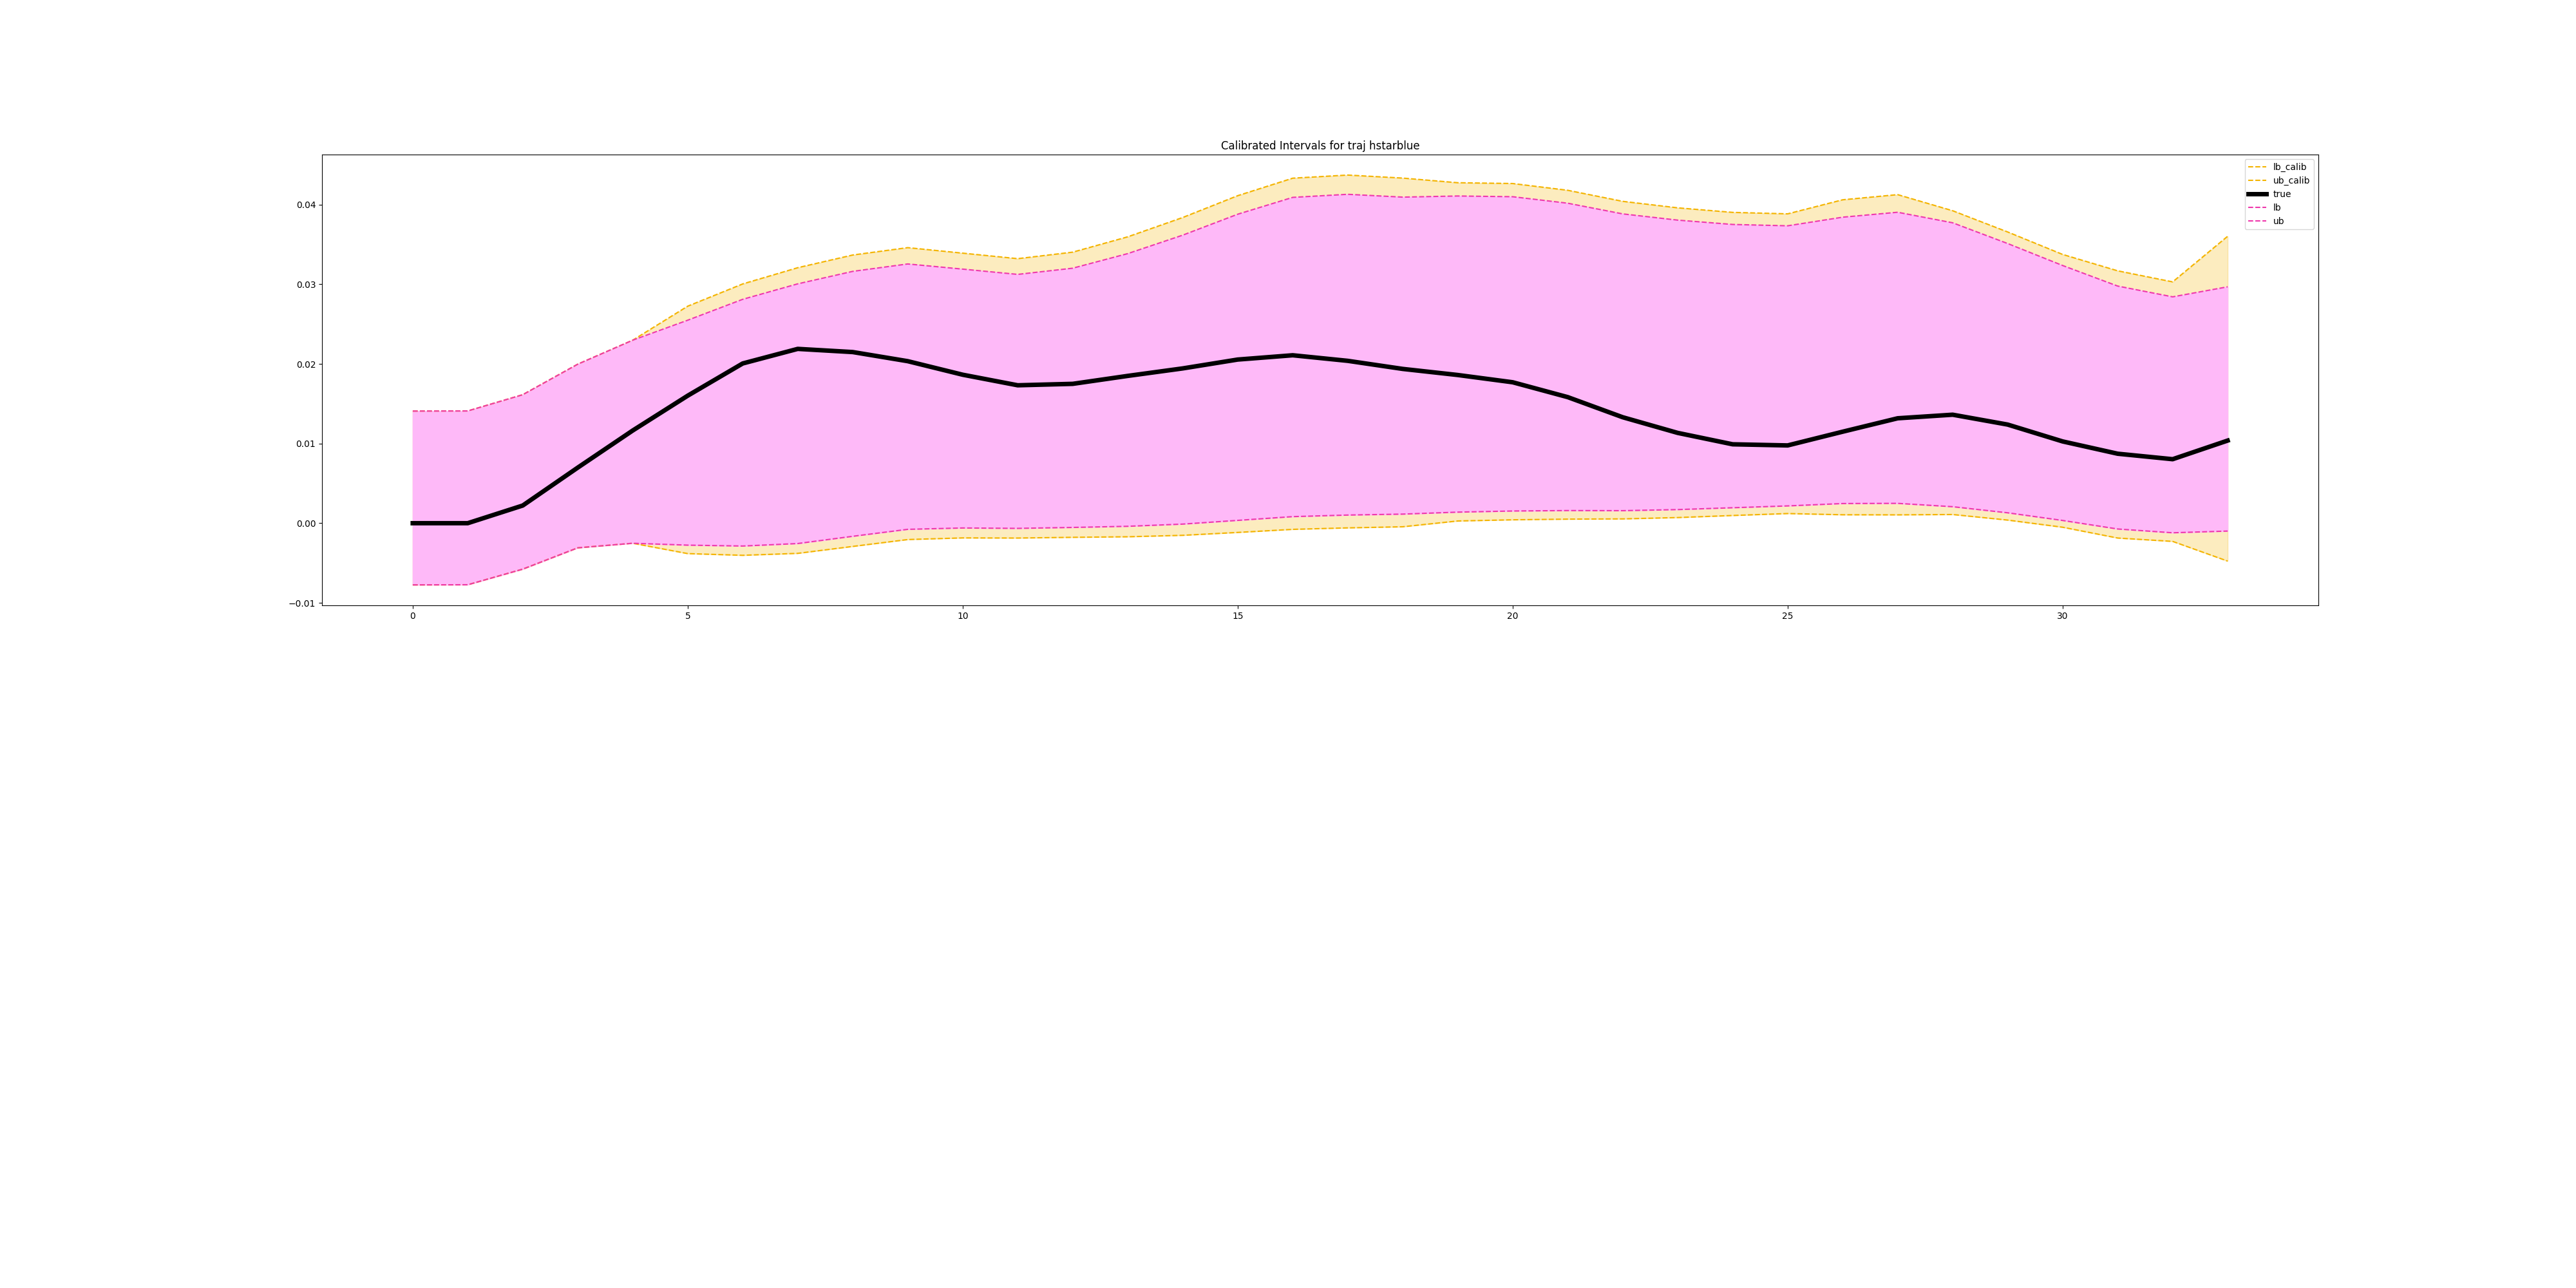 Calibrated Intervals for traj hstarblue
lb_calib
ub_calib
true
lb
ub
0.04
0.03
0.02
0.01
0.00
−0.01
0 5 10 15 20 25 30